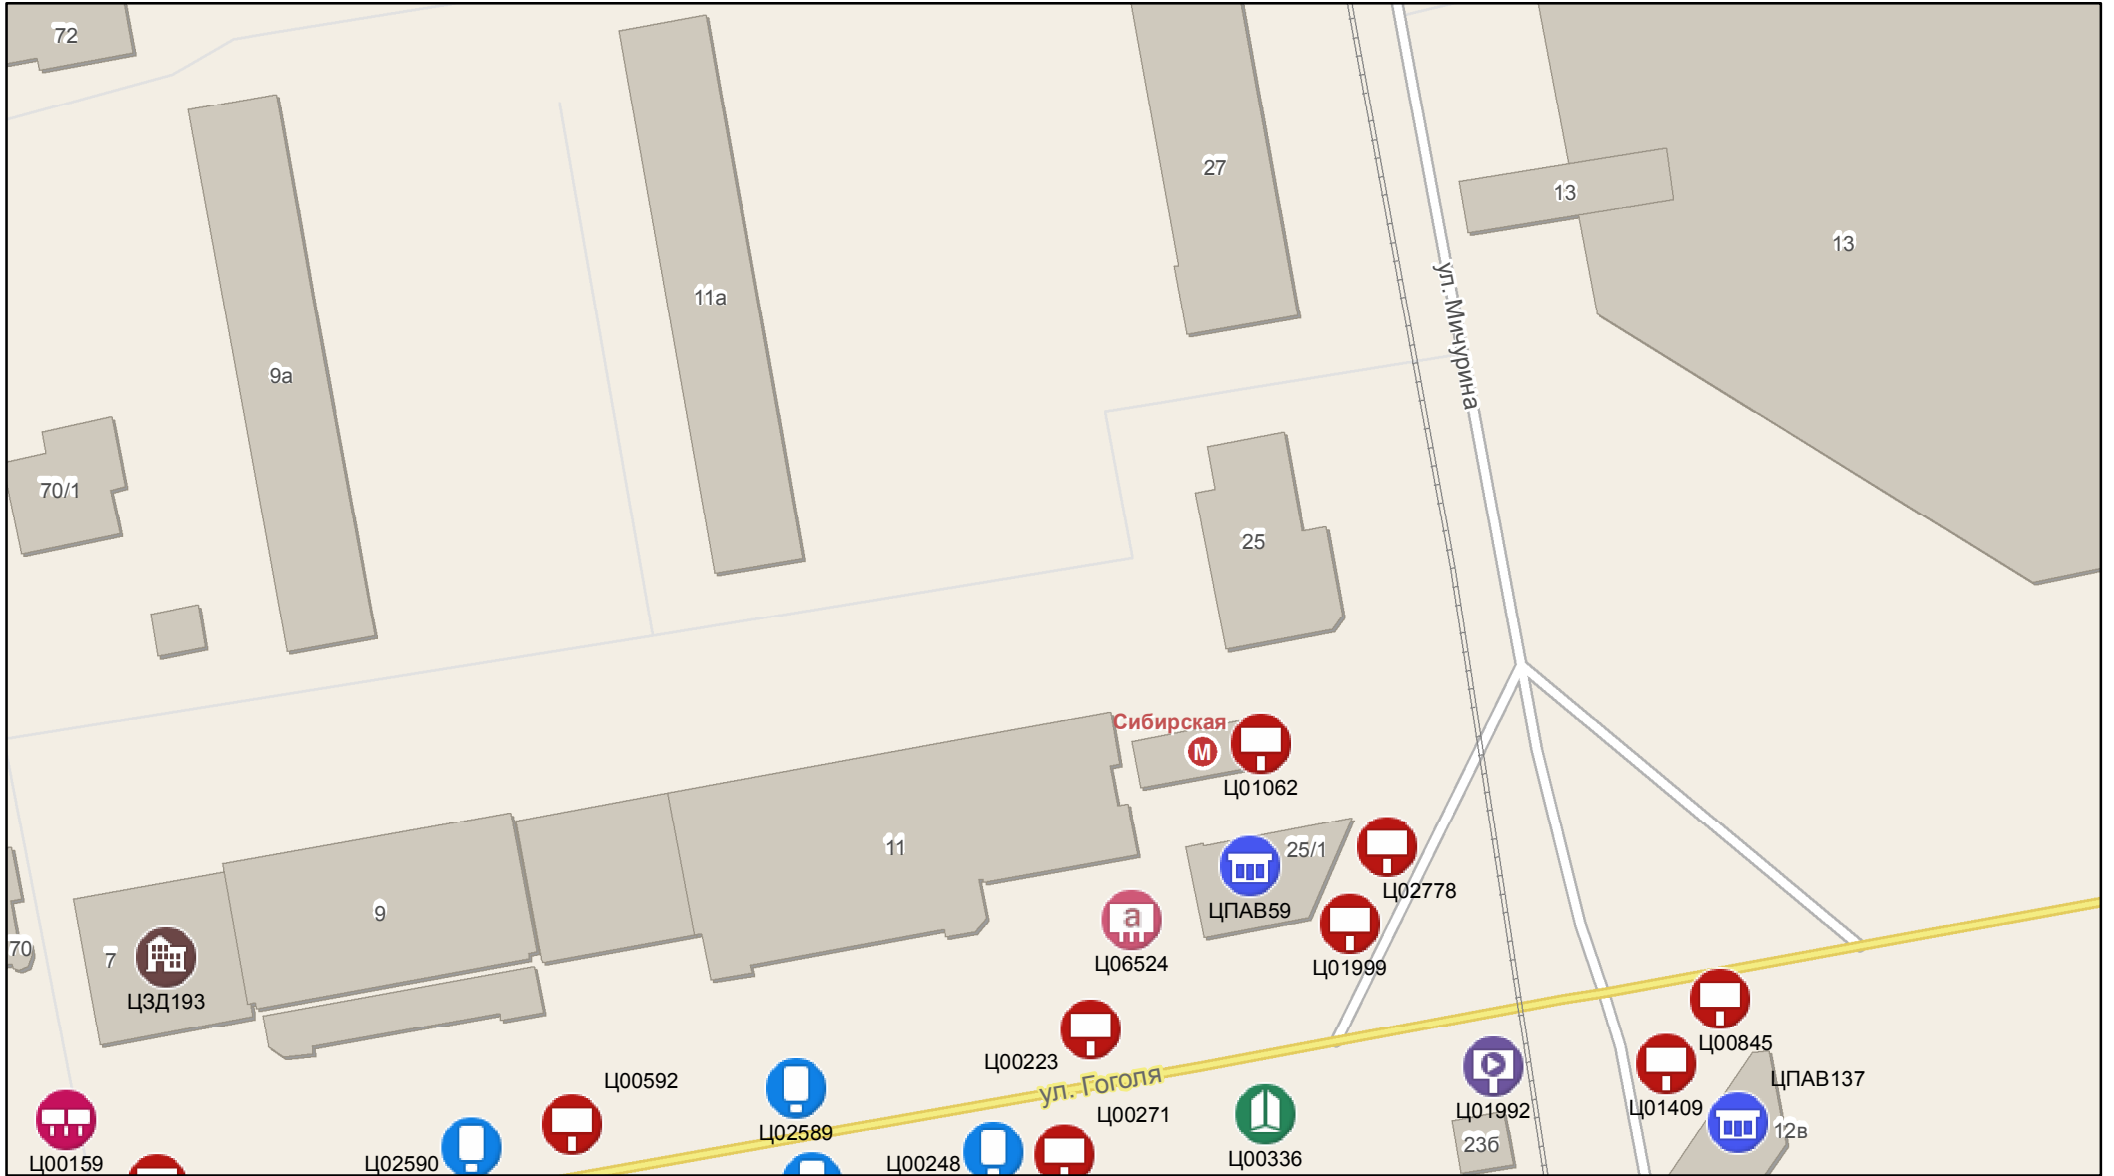 72
27
13
13
ул. Мичурина
11а
9а
70/1
25
Сибирская
М
Ц01062
11
25/1
Ц02778
ЦПАВ59
9
а
Ц06524
Ц01999
70
7
ЦЗД193
Ц00845
Ц00223
ул. Гоголя
Ц00592
ЦПАВ137
Ц01992
Ц01409
Ц00271
Ц02589
12в
23б
Ц00159
Ц02590
Ц00248
Ц00336